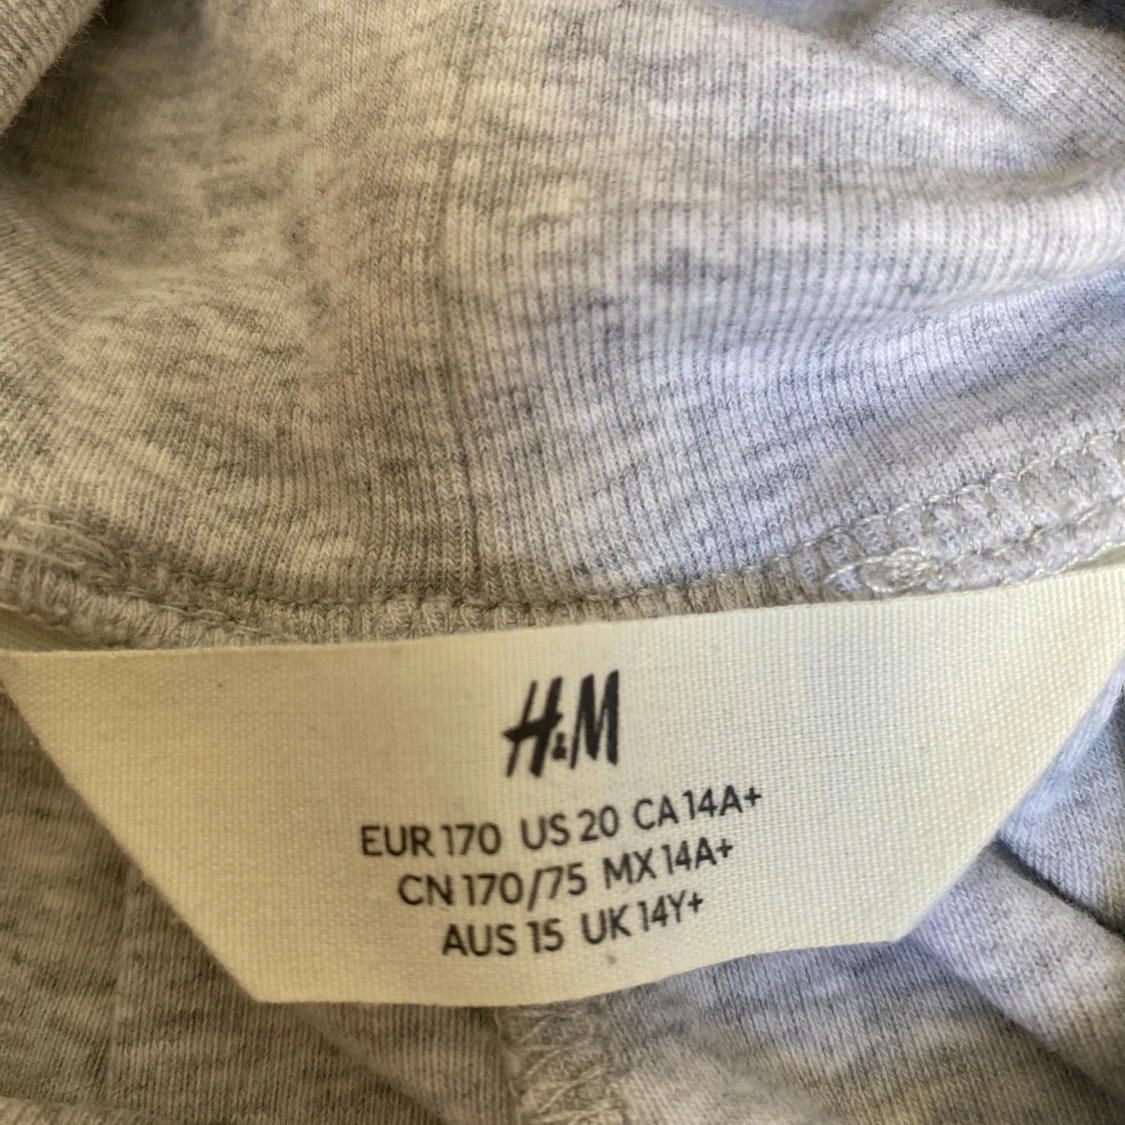 H&M
EUR 170 US 20 CA 14A+
CN 170/75 MX 14A+
AUS 15 UK 14Y+